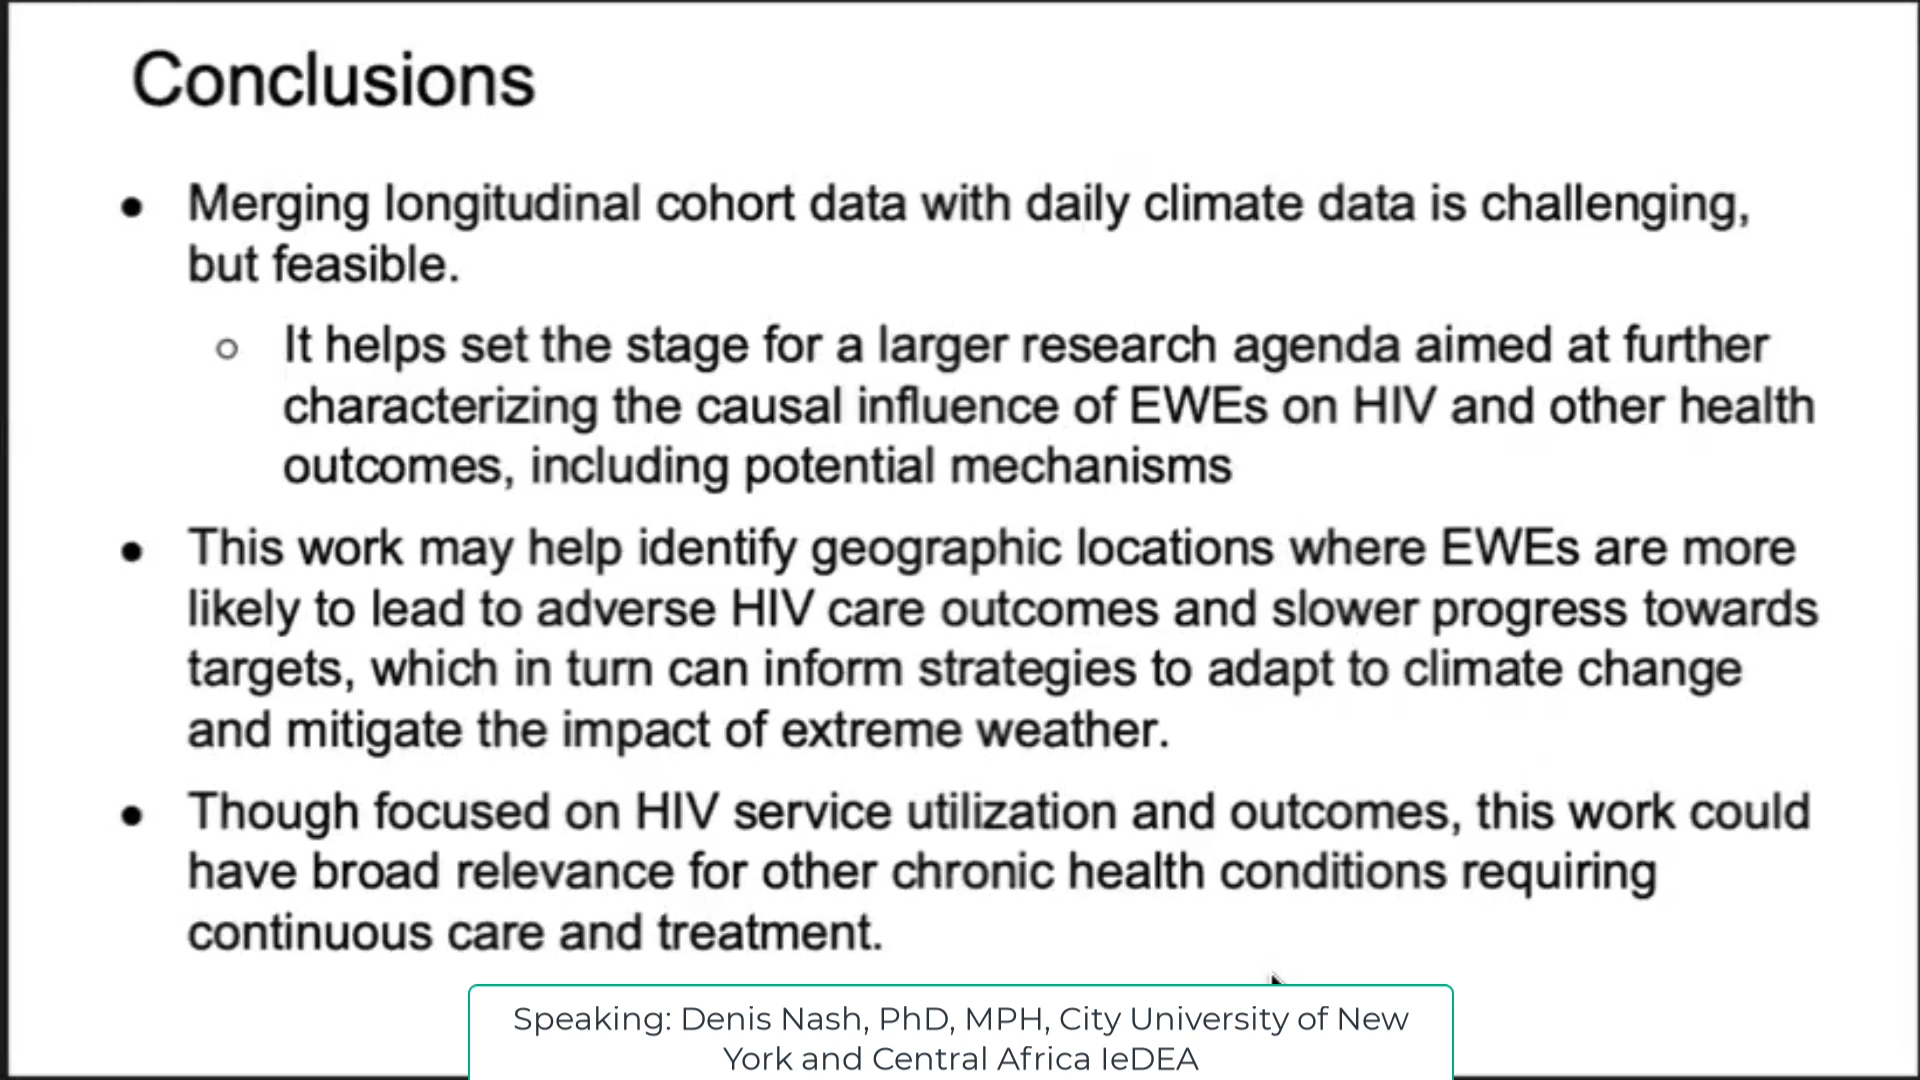 Conclusions
● Merging longitudinal cohort data with daily climate data is challenging,
but feasible.
○ It helps set the stage for a larger research agenda aimed at further
characterizing the causal influence of EWEs on HIV and other health
outcomes, including potential mechanisms
● This work may help identify geographic locations where EWEs are more
likely to lead to adverse HIV care outcomes and slower progress towards
targets, which in turn can inform strategies to adapt to climate change
and mitigate the impact of extreme weather.
● Though focused on HIV service utilization and outcomes, this work could
have broad relevance for other chronic health conditions requiring
continuous care and treatment.
Speaking: Denis Nash, PhD, MPH, City University of New
York and Central Africa IeDEA